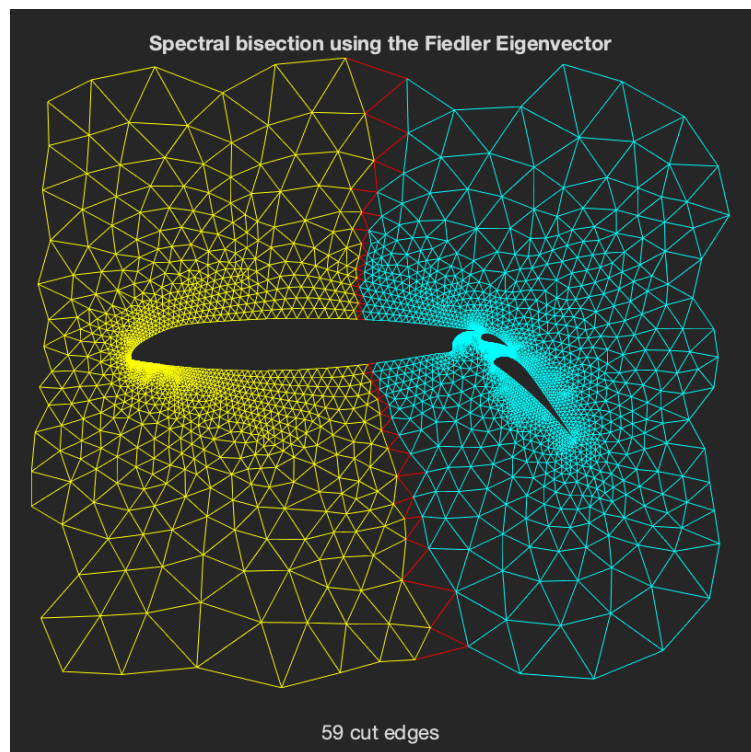 Spectral bisection using the Fiedler Eigenvector
59 cut edges